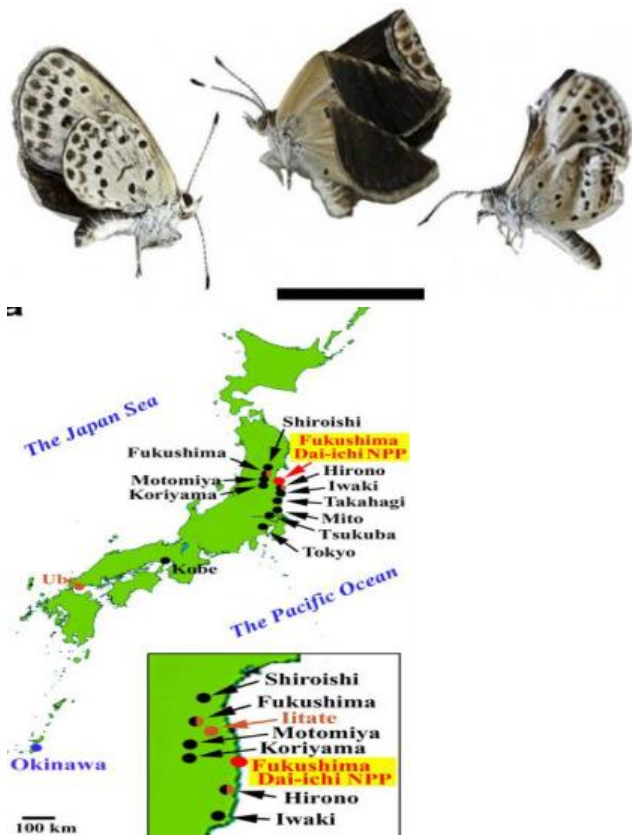 a
The Japan Sea
Shiroishi
Fukushima
Fukushima
Dai-ichi NPP
Motomiya
Hirono
Koriyama
Iwaki
Takahagi
Mito
Tsukuba
Tokyo
Kobe
The Pacific Ocean
Shiroishi
Fukushima
Iitate
Motomiya
Koriyama
Okinawa
Fukushima
Dai-ichi NPP
Hirono
Iwaki
100 km